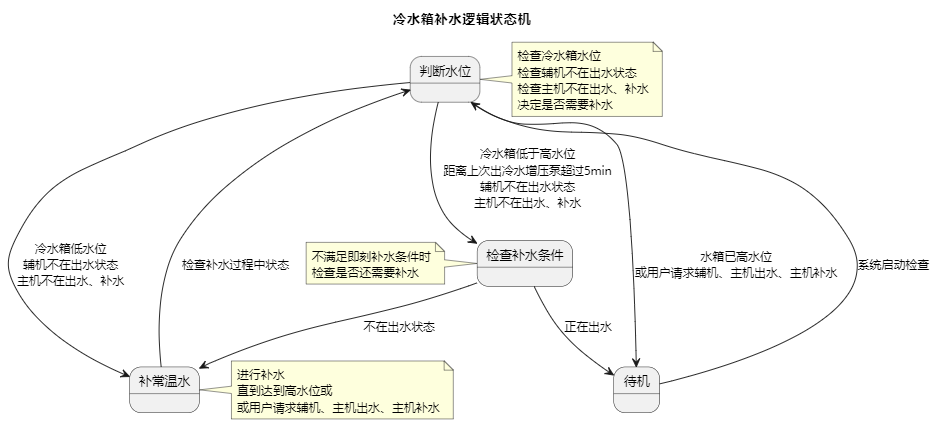 冷水箱补水逻辑状态机
判断水位
检查冷水箱水位
检查辅机不在出水状态
检查主机不在出水、补水
决定是否需要补水
冷水箱低于高水位
距离上次出冷水增压泵超过5min
辅机不在出水状态
主机不在出水、补水
冷水箱低水位
辅机不在出水状态
主机不在出水、补水
检查补水过程中状态
不满足即刻补水条件时
检查是否还需要补水
检查补水条件
水箱已高水位
或用户请求辅机、主机出水、主机补水
系统启动检查
不在出水状态
正在出水
补常温水
进行补水
直到达到高水位或
或用户请求辅机、主机出水、主机补水
待机